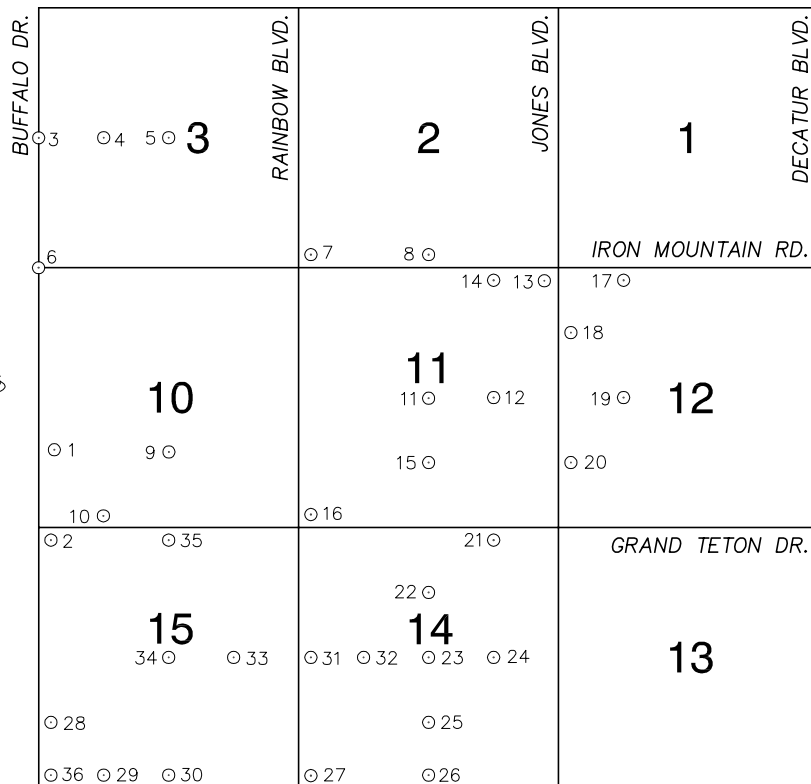 BUFFALO DR.
RAINBOW BLVD.
JONES BLVD.
DECATUR BLVD.
3 4 5 3
2
1
6
7 8
IRON MOUNTAIN RD.
14 13 17
18
11
10
11 12 19 12
1 9
15 20
10 16
2 35 21
GRAND TETON DR.
22
15 14
34 33 31 32 23 24 13
28 25
36 29 30 27 26